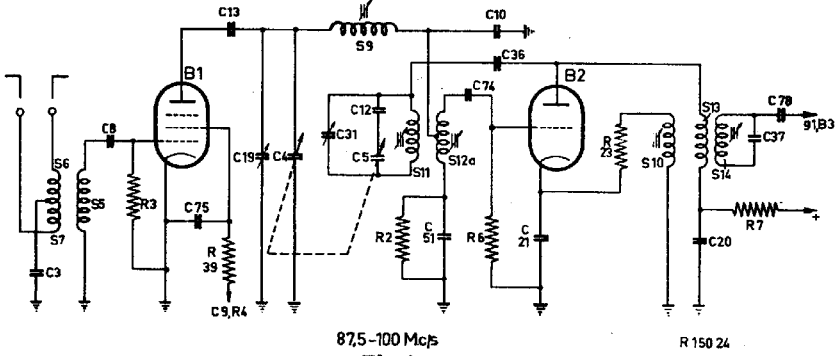 C13
S9
C10
C36
B1
B2
C74
C8
C12
C31
C5
S11
S12a
C19
C4
S6
S5
S7
R3
C75
R
39
C3
C9,R4
R2
C
51
R6
C
21
R
23
S10
S13
S14
C37
C78
91,B3
R7
+
C20
87,5-100 Mc/s
R 150 24